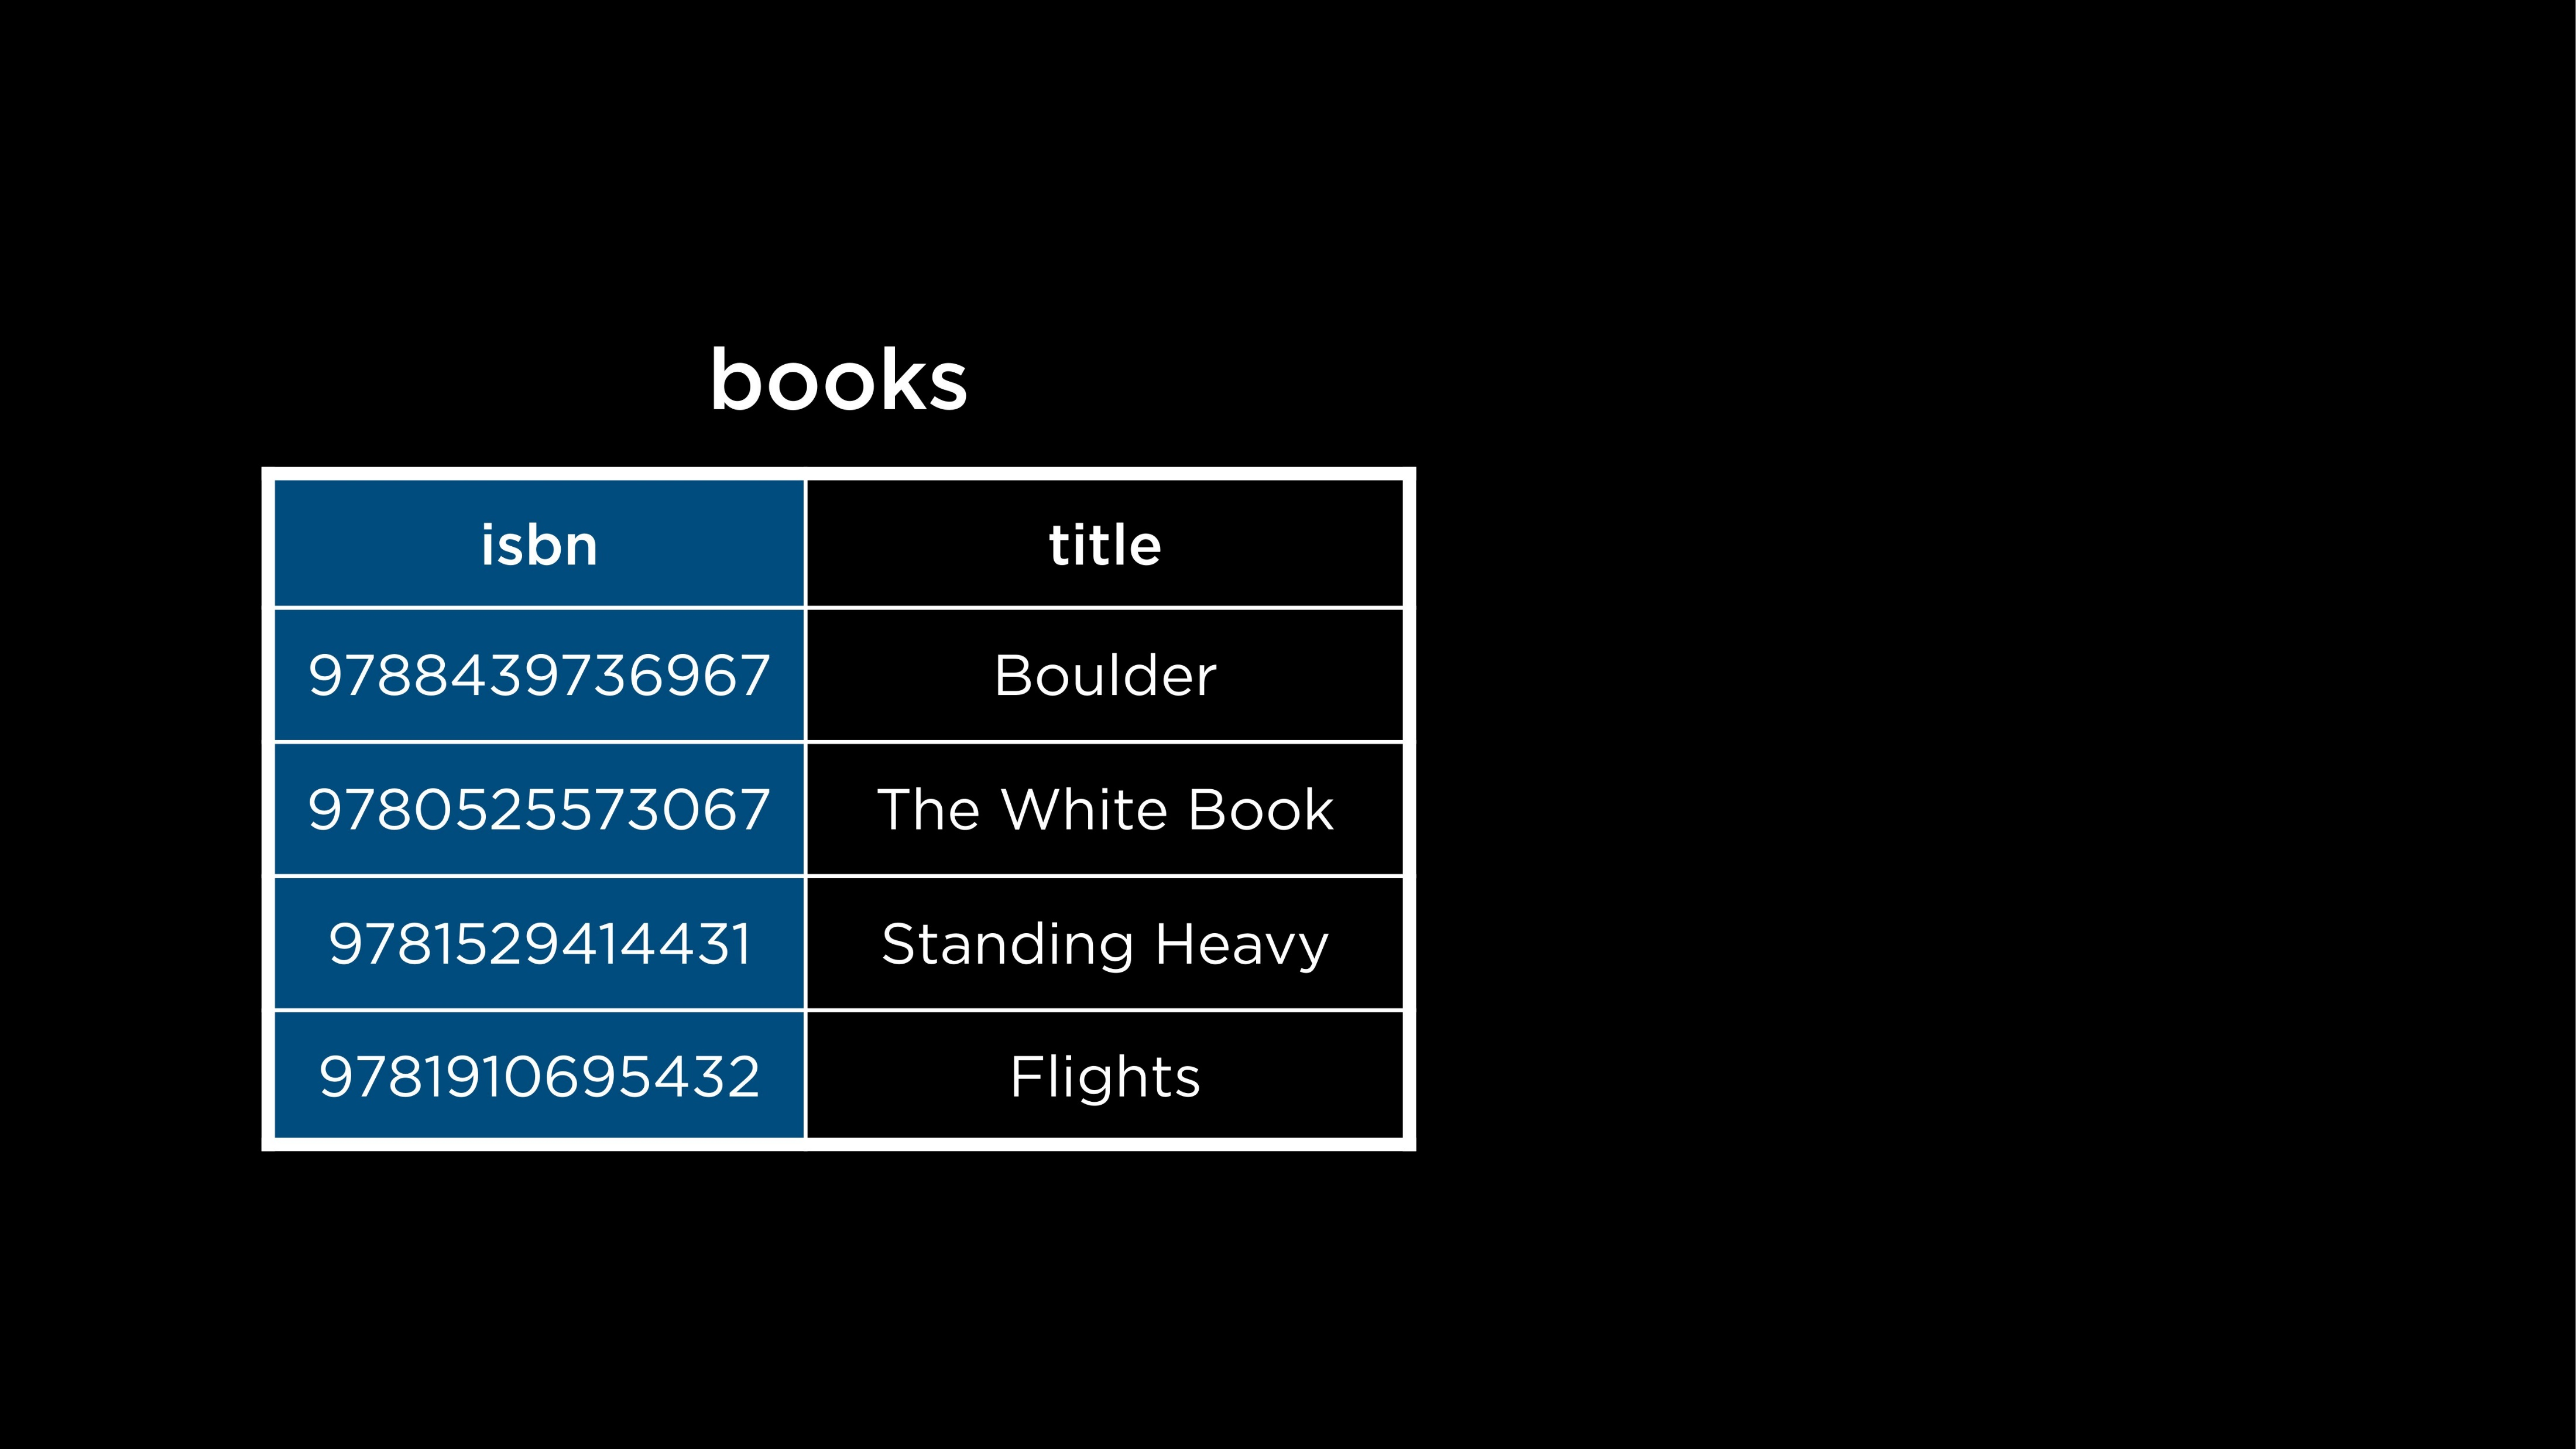 books
isbn title
9788439736967 Boulder
9780525573067 The White Book
9781529414431 Standing Heavy
9781910695432 Flights